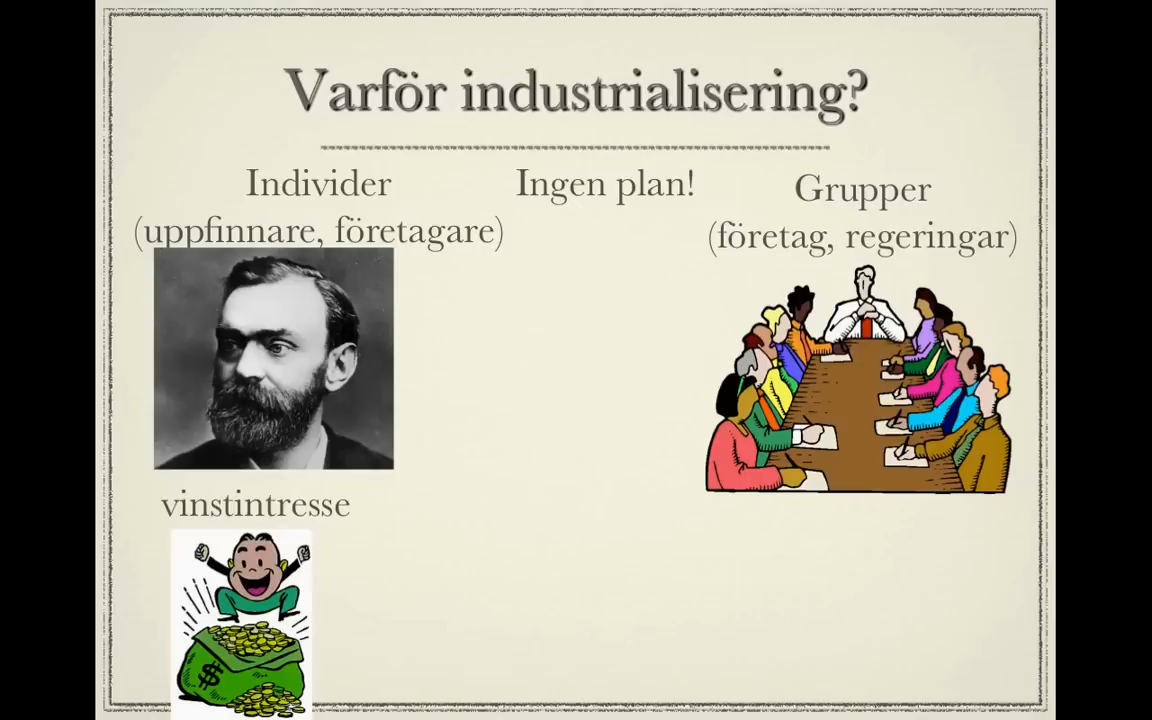 Varför industrialisering?
Individer
(uppfinnare, företagare)
Ingen plan!
Grupper
(företag, regeringar)
vinstintresse
$